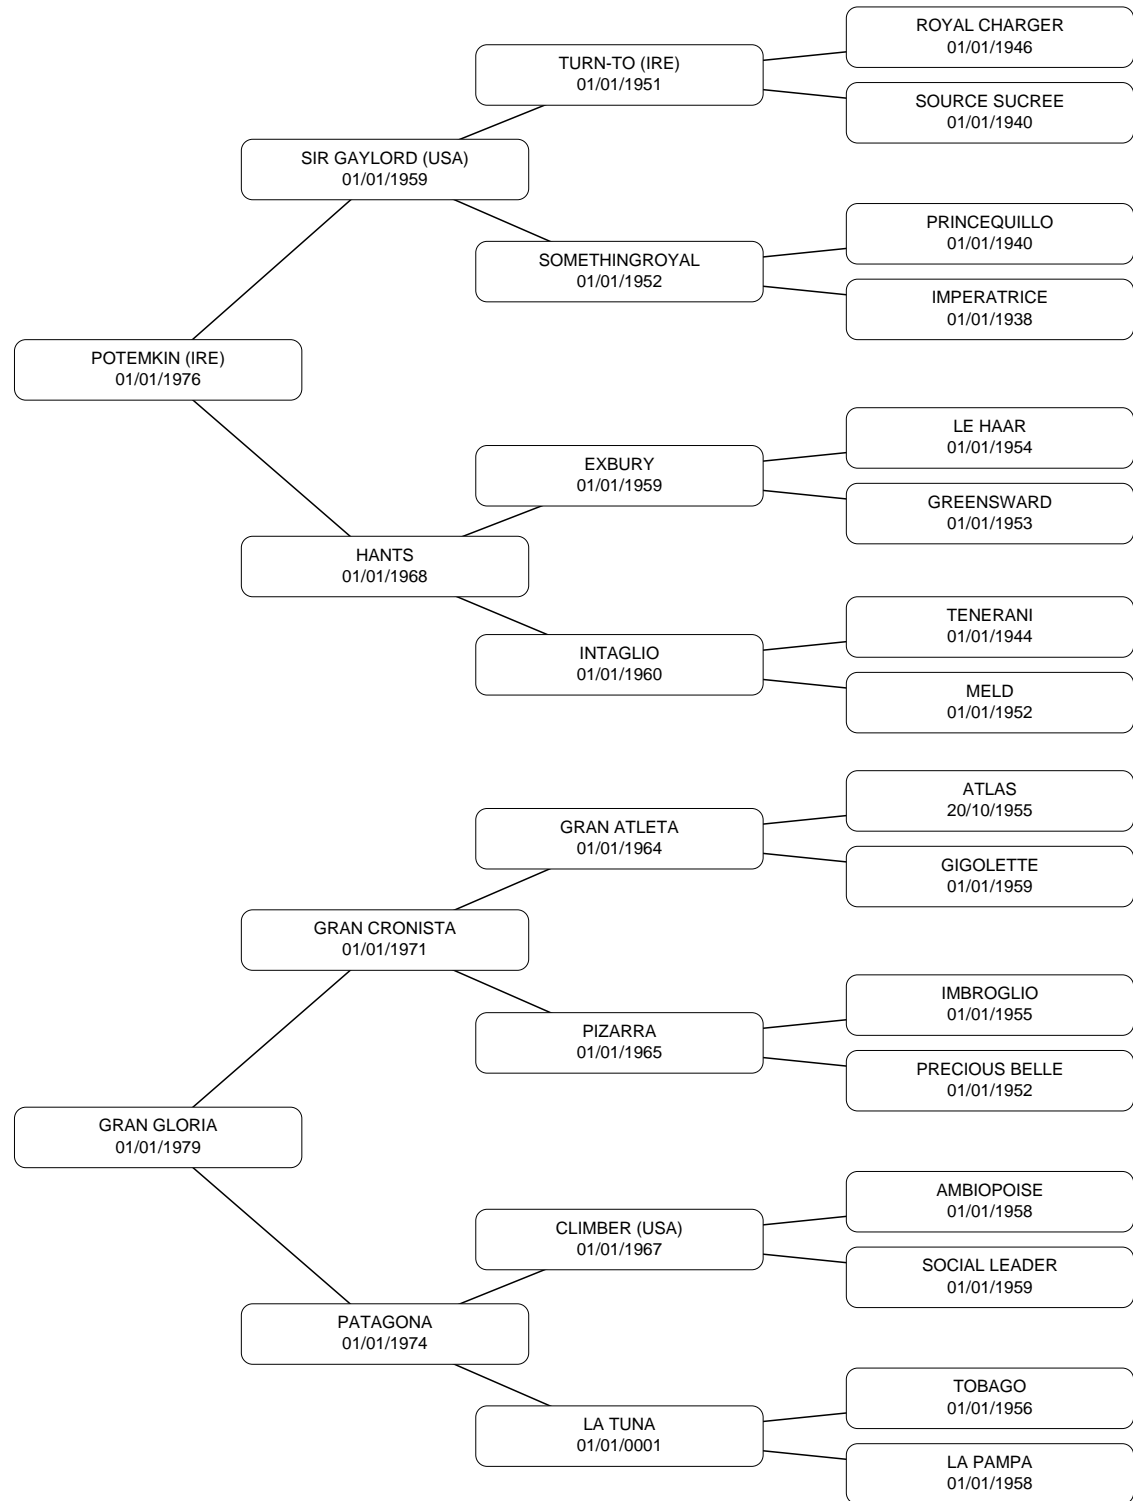 ROYAL CHARGER
01/01/1946
TURN-TO (IRE)
01/01/1951
SOURCE SUCREE
01/01/1940
SIR GAYLORD (USA)
01/01/1959
PRINCEQUILLO
01/01/1940
SOMETHINGROYAL
01/01/1952
IMPERATRICE
01/01/1938
POTEMKIN (IRE)
01/01/1976
LE HAAR
01/01/1954
EXBURY
01/01/1959
GREENSWARD
01/01/1953
HANTS
01/01/1968
TENERANI
01/01/1944
INTAGLIO
01/01/1960
MELD
01/01/1952
ATLAS
20/10/1955
GRAN ATLETA
01/01/1964
GIGOLETTE
01/01/1959
GRAN CRONISTA
01/01/1971
IMBROGLIO
01/01/1955
PIZARRA
01/01/1965
PRECIOUS BELLE
01/01/1952
GRAN GLORIA
01/01/1979
AMBIOPOISE
01/01/1958
CLIMBER (USA)
01/01/1967
SOCIAL LEADER
01/01/1959
PATAGONA
01/01/1974
TOBAGO
01/01/1956
LA TUNA
01/01/0001
LA PAMPA
01/01/1958